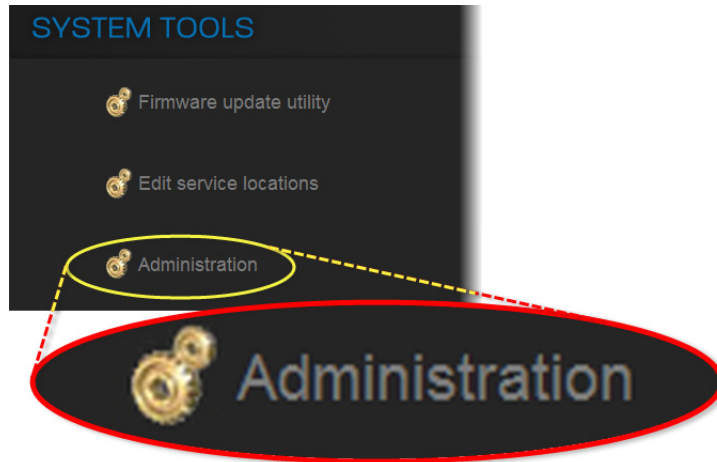 SYSTEM TOOLS
Firmware update utility
Edit service locations
Administration
Administration